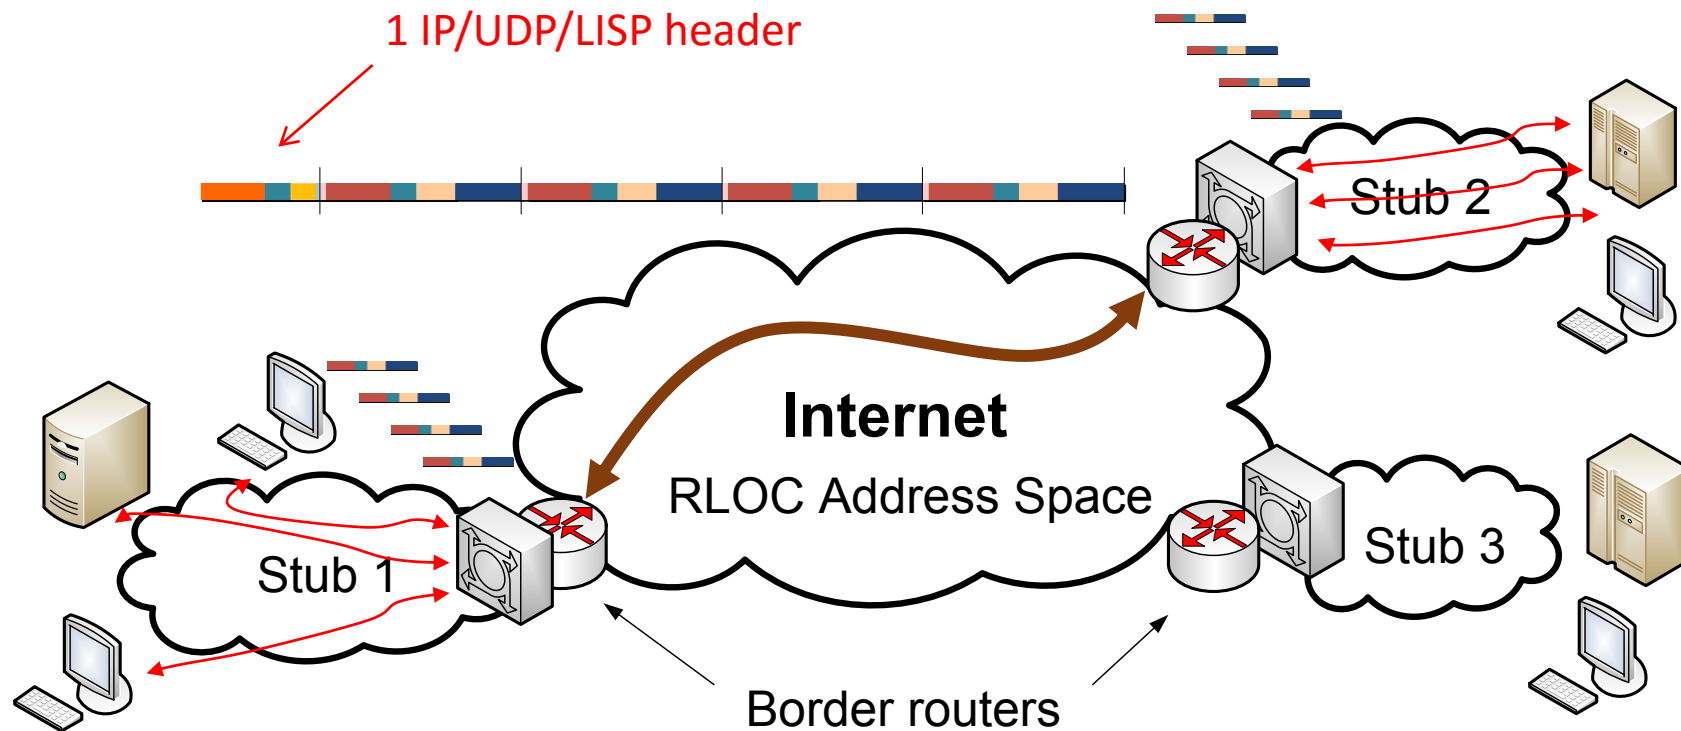 1 IP/UDP/LISP header
Stub 2
Internet
RLOC Address Space
Stub 1
Stub 3
Border routers